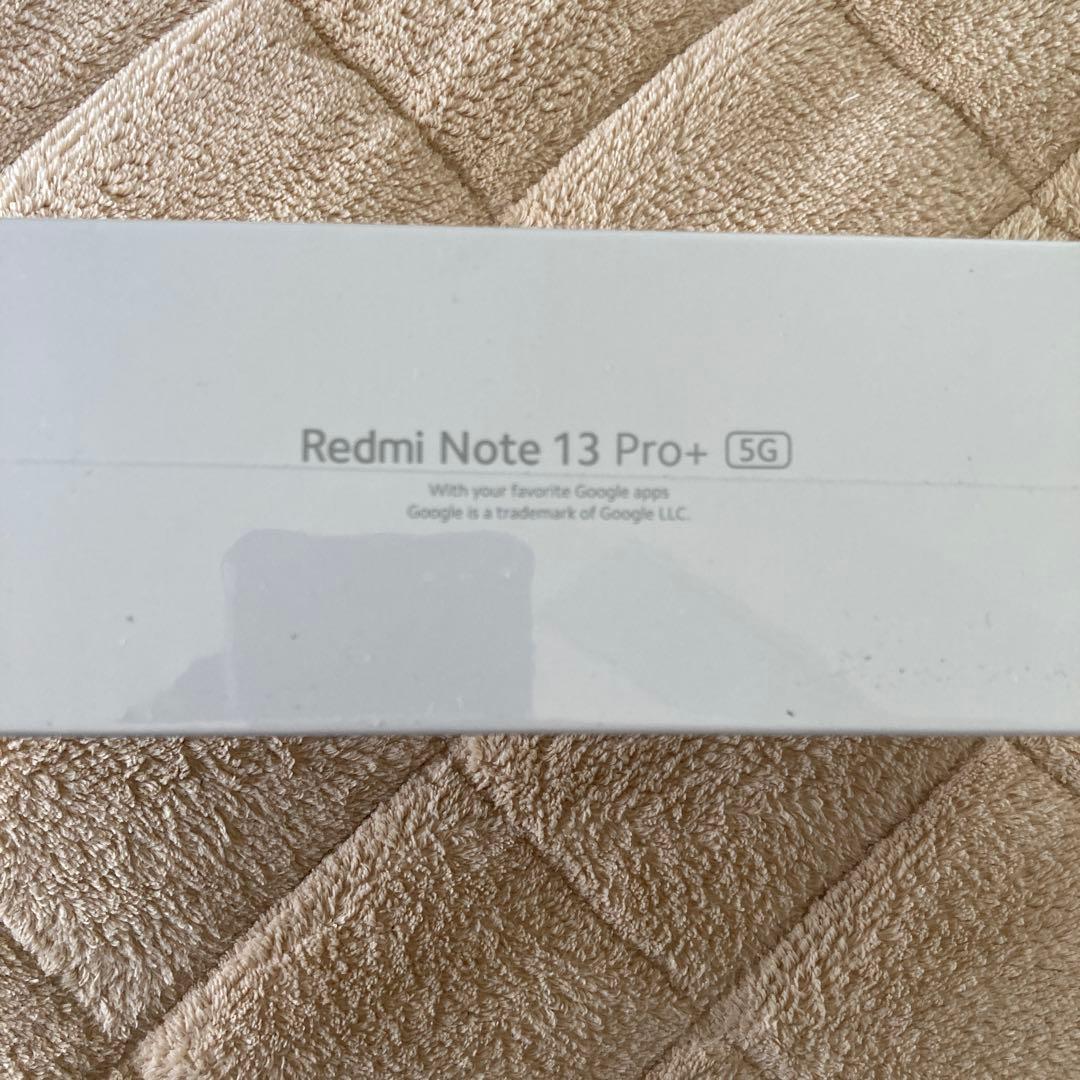 Redmi Note 13 Pro+ 5G
With your favorite Google apps
Google is a trademark of Google LLC.